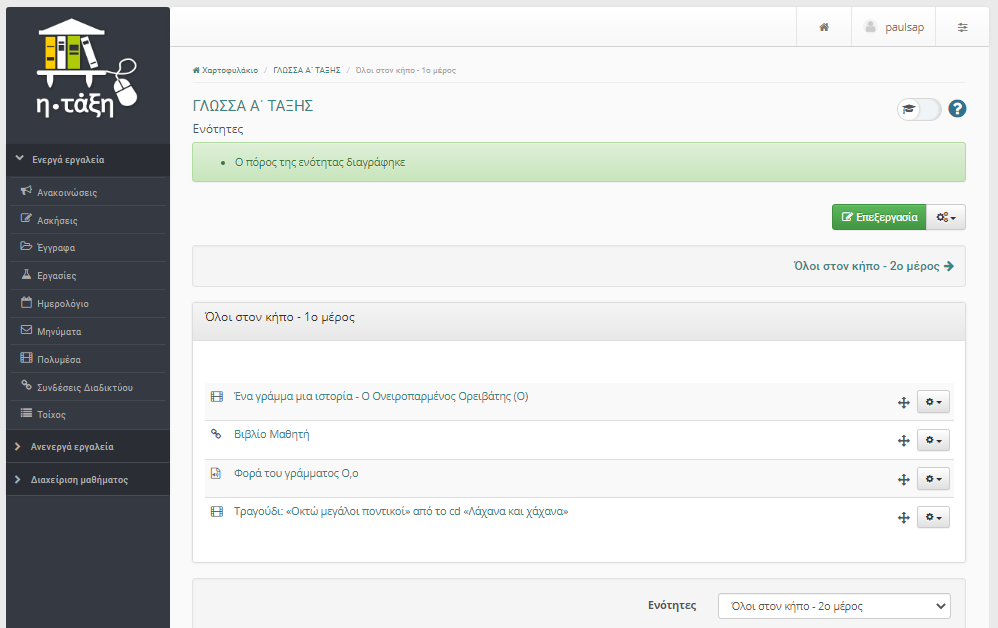 η·τάξη
paulsap
Χαρτοφυλάκιο / ΓΛΩΣΣΑ Α΄ ΤΑΞΗΣ / Όλοι στον κήπο - 1ο μέρος
ΓΛΩΣΣΑ Α΄ ΤΑΞΗΣ
Ενότητες
Ο πόρος της ενότητας διαγράφηκε
Ενεργά εργαλεία
Ανακοινώσεις
Ασκήσεις
Έγγραφα
Εργασίες
Ημερολόγιο
Μηνύματα
Πολυμέσα
Συνδέσεις Διαδικτύου
Τοίχος
Ανενεργά εργαλεία
Διαχείριση μαθήματος
Επεξεργασία
Όλοι στον κήπο - 2ο μέρος
Όλοι στον κήπο - 1ο μέρος
Ένα γράμμα μια ιστορία - Ο Ονειροπαρμένος Ορειβάτης (Ο)
Βιβλίο Μαθητή
Φορά του γράμματος Ο,ο
Τραγούδι: «Οκτώ μεγάλοι ποντικοί» από το cd «Λάχανα και χάχανα»
Ενότητες
Όλοι στον κήπο - 2ο μέρος